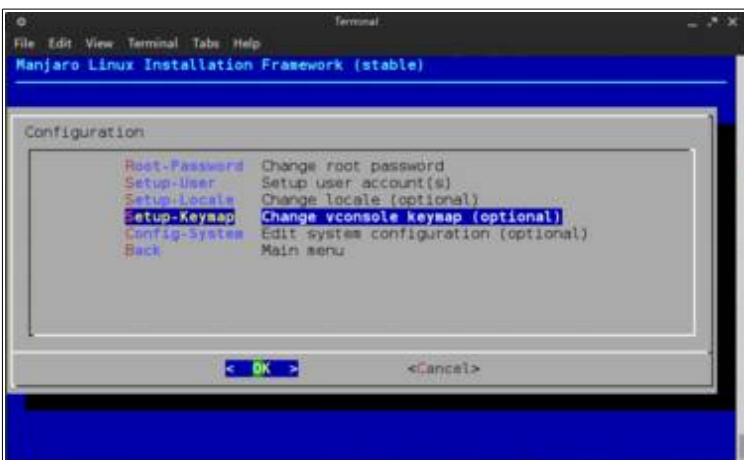 Terminal
File Edit View Terminal Tabs Help
Manjaro Linux Installation Framework (stable)
Configuration
Root-Password Change root password
Setup-User Setup user account(s)
Setup-Locale Change locale (optional)
Setup-Keymap Change vconsole keymap (optional)
Config-System Edit system configuration (optional)
Back Main menu
< OK > <Cancel>